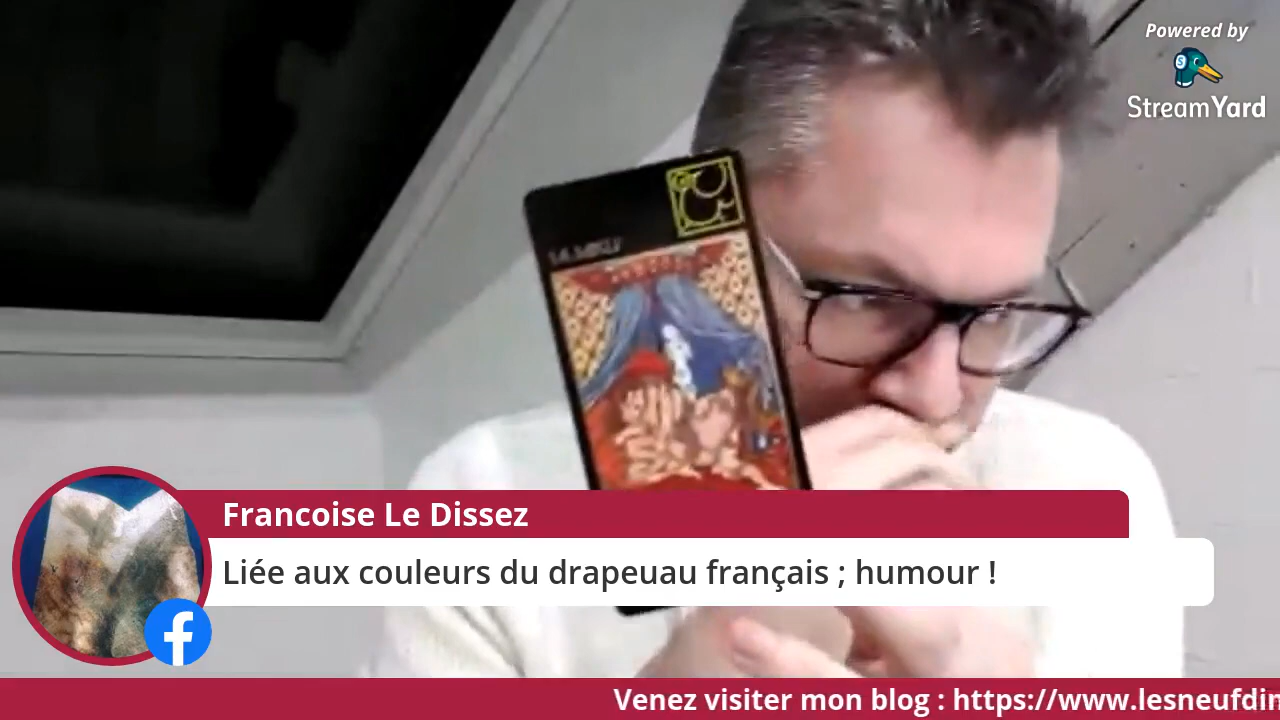 Powered by
StreamYard
Francoise Le Dissez
Liée aux couleurs du drapeuau français ; humour !
Venez visiter mon blog : https://www.lesneufdin